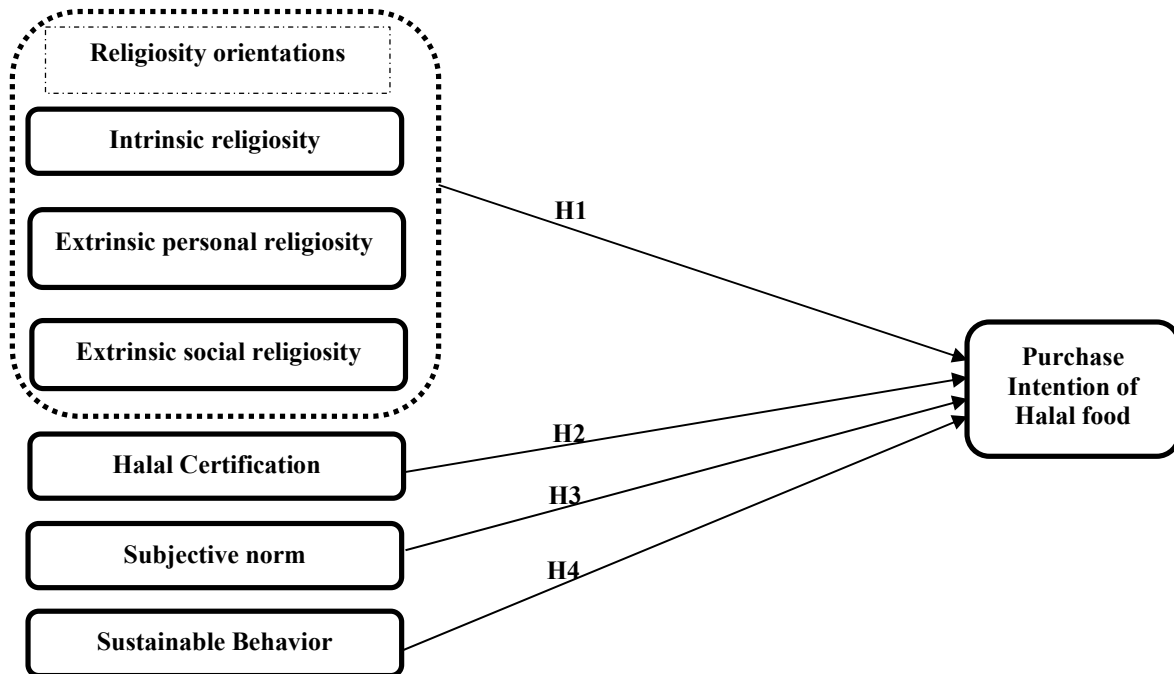 Religiosity orientations
Intrinsic religiosity
Extrinsic personal religiosity
Extrinsic social religiosity
Halal Certification
Subjective norm
Sustainable Behavior
H1
H2
H3
H4
Purchase
Intention of
Halal food